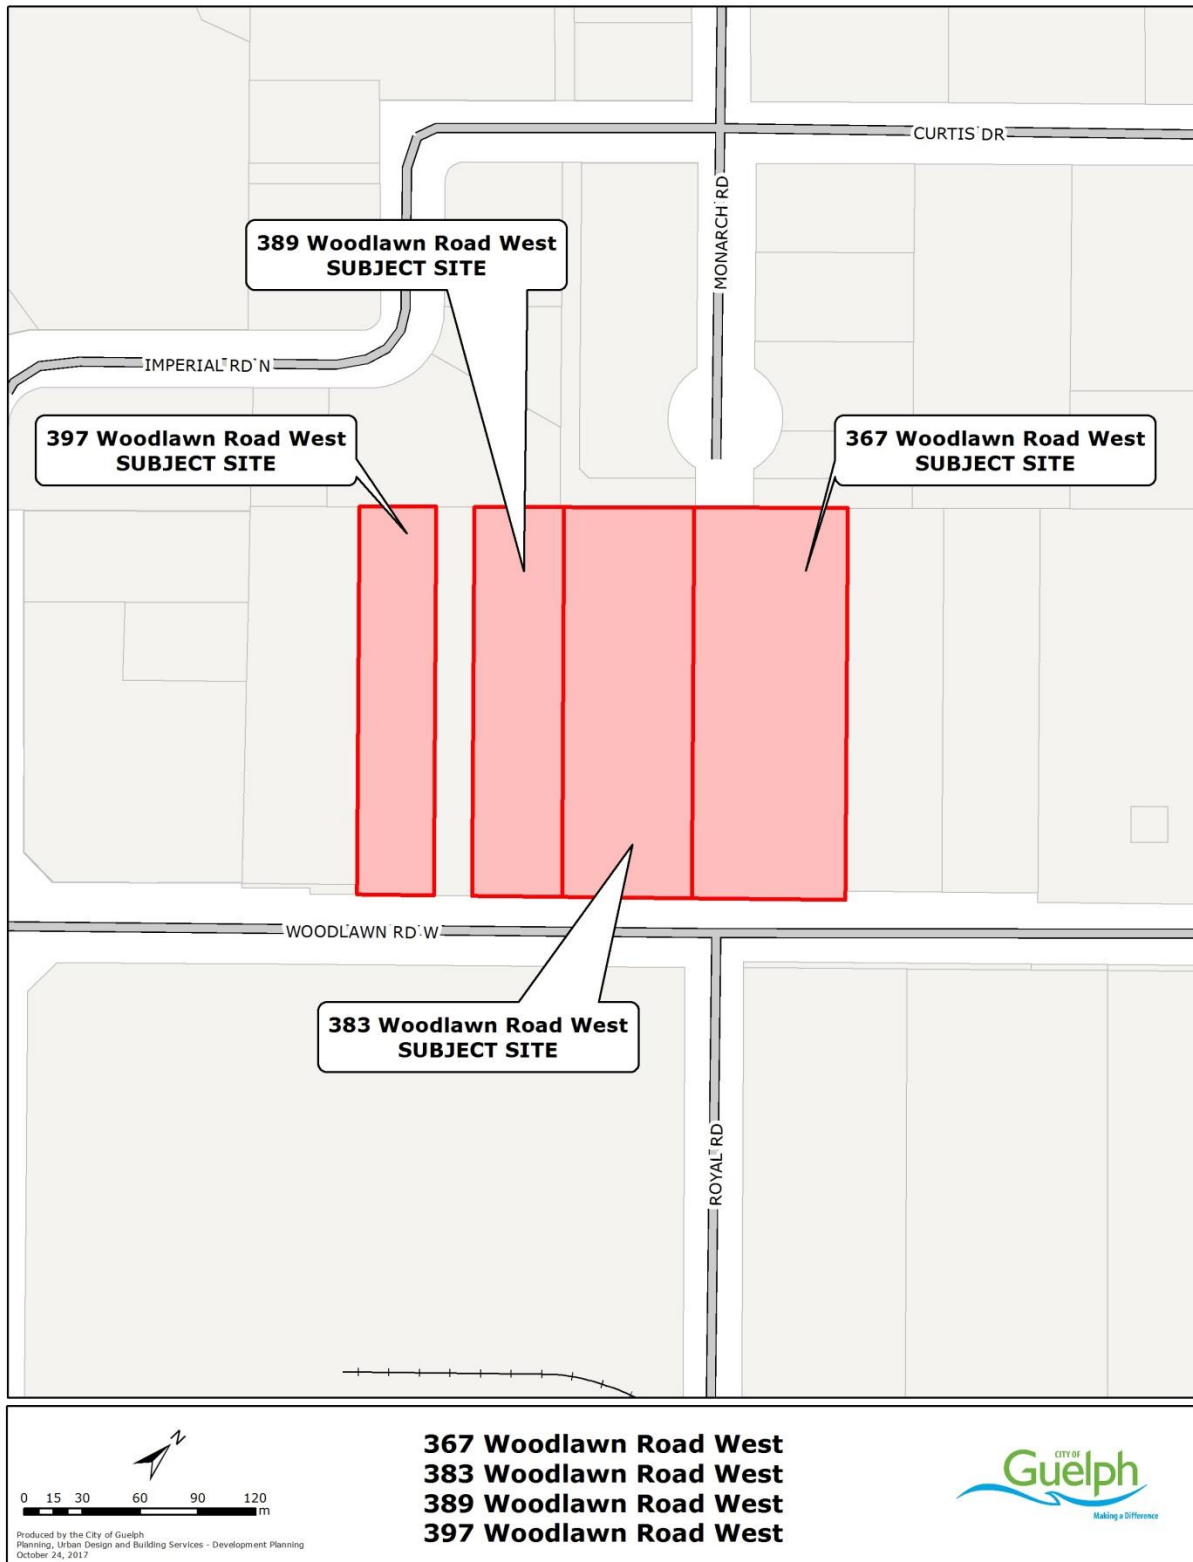 CURTIS DR
MONARCH RD
389 Woodlawn Road West
SUBJECT SITE
IMPERIAL RD N
397 Woodlawn Road West
SUBJECT SITE
367 Woodlawn Road West
SUBJECT SITE
WOODLAWN RD W
383 Woodlawn Road West
SUBJECT SITE
ROYAL RD
N
0 15 30 60 90 120
m
Produced by the City of Guelph
Planning, Urban Design and Building Services - Development Planning
October 24, 2017
367 Woodlawn Road West
383 Woodlawn Road West
389 Woodlawn Road West
397 Woodlawn Road West
CITY OF
Guelph
Making a Difference